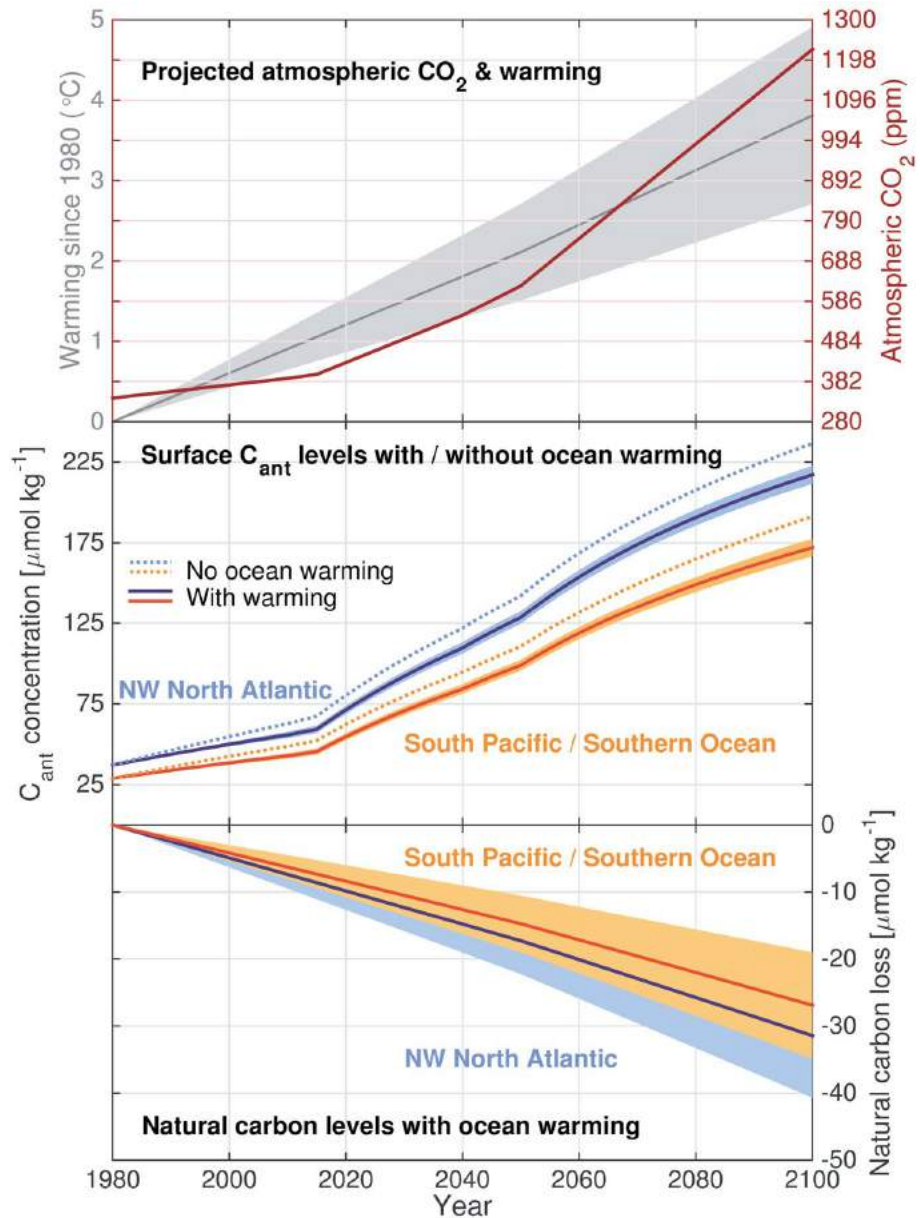 Projected atmospheric CO2 & warming
Warming since 1980 (°C)
5
4
3
2
1
0
Atmospheric CO2 (ppm)
1300
1198
1096
994
892
790
688
586
484
382
280
Surface Cant levels with / without ocean warming
Cant concentration [μmol kg-1]
225
175
125
75
25
No ocean warming
With warming
NW North Atlantic
South Pacific / Southern Ocean
South Pacific / Southern Ocean
NW North Atlantic
Natural carbon levels with ocean warming
Natural carbon loss [μmol kg-1]
0
-10
-20
-30
-40
-50
1980 2000 2020 2040 2060 2080 2100
Year